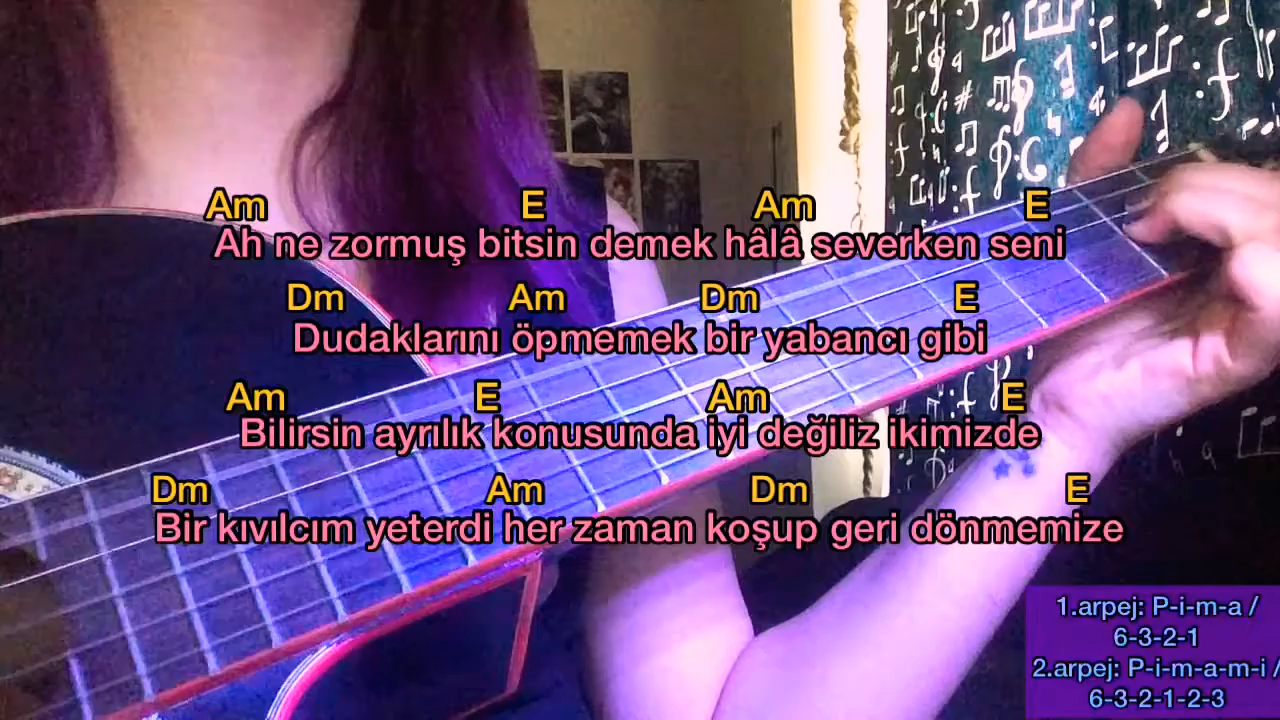 Am E Am E
Ah ne zormuş bitsin demek hâlâ severken seni
Dm Am Dm E
Dudaklarını öpmemek bir yabancı gibi
Am E Am E
Bilirsin ayrılık konusunda iyi değiliz ikimizde
Dm Am Dm E
Bir kıvılcım yeterdi her zaman koşup geri dönmemize
1.arpej: P-i-m-a /
6-3-2-1
2.arpej: P-i-m-a-m-i /
6-3-2-1-2-3